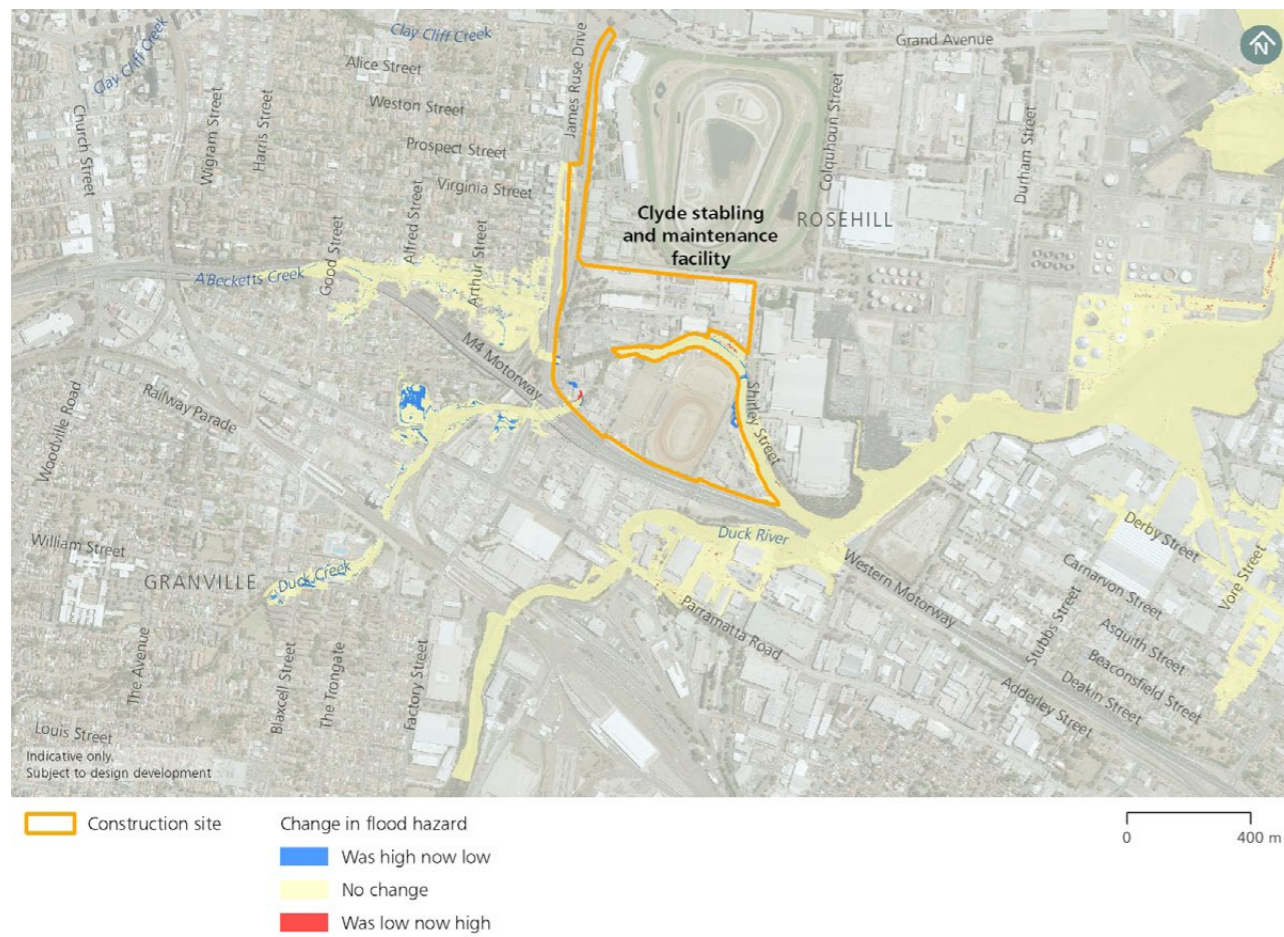 Clay Cliff Creek
Clay Cliff Creek
James Ruse Drive
Grand Avenue
N
Alice Street
Church Street
Wigram Street
Harris Street
Weston Street
Prospect Street
Colquhoun Street
Durham Street
Virginia Street
Alfred Street
Clyde stabling
and maintenance
facility
ROSEHILL
Good Street
Arthur Street
A'Becketts Creek
M4 Motorway
Railway Parade
Woodville Road
Shirley Street
William Street
GRANVILLE
Duck Creek
Duck River
Western Motorway
Derby Street
Carnarvon Street
Vore Street
Parramatta Road
Stubbs Street
Asquith Street
Beaconsfield Street
Deakin Street
Adderley Street
The Avenue
Blaxcell Street
The Trongate
Factory Street
Louis Street
Indicative only.
Subject to design development
Construction site
Change in flood hazard
Was high now low
No change
Was low now high
0 400 m